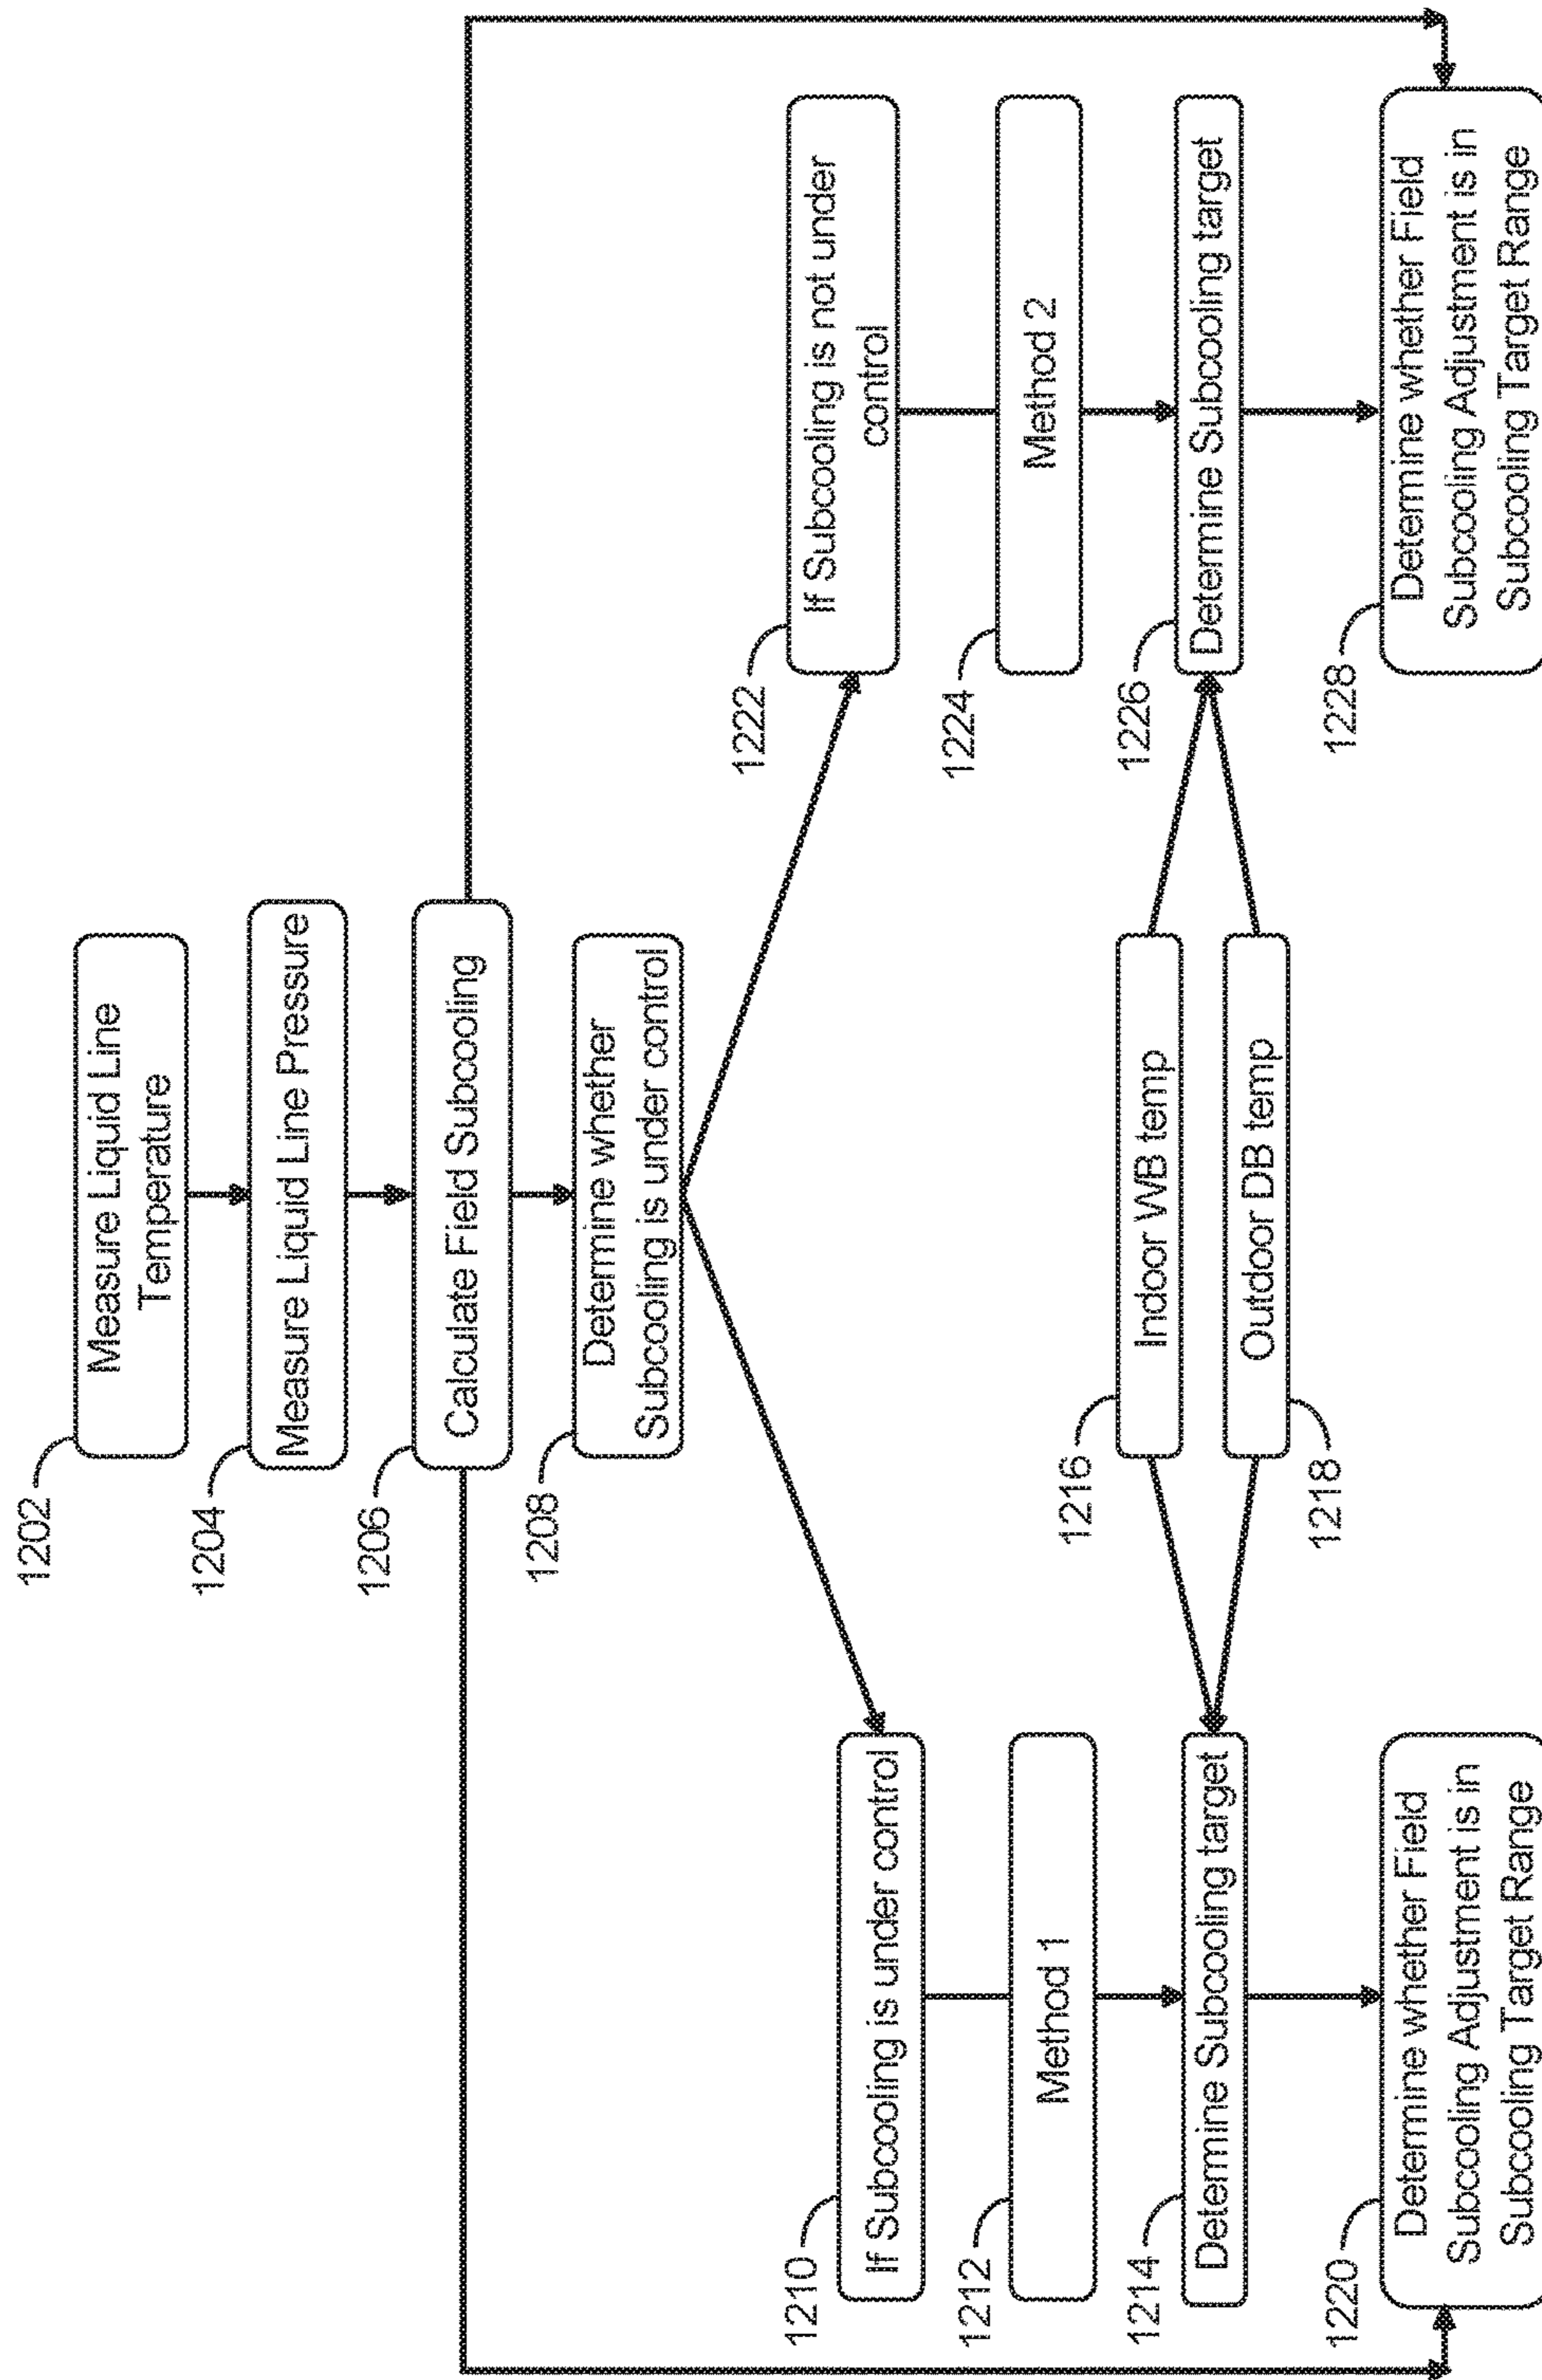 1202
Measure Liquid Line
Temperature
1204
Measure Liquid Line Pressure
1206
Calculate Field Subcooling
1208
Determine whether
Subcooling is under control
1210
If Subcooling is under control
1212
Method 1
1214
Determine Subcooling target
1216
Indoor WB temp
1218
Outdoor DB temp
1220
Determine whether Field
Subcooling Adjustment is in
Subcooling Target Range
1222
If Subcooling is not under
control
1224
Method 2
1226
Determine Subcooling target
1228
Determine whether Field
Subcooling Adjustment is in
Subcooling Target Range